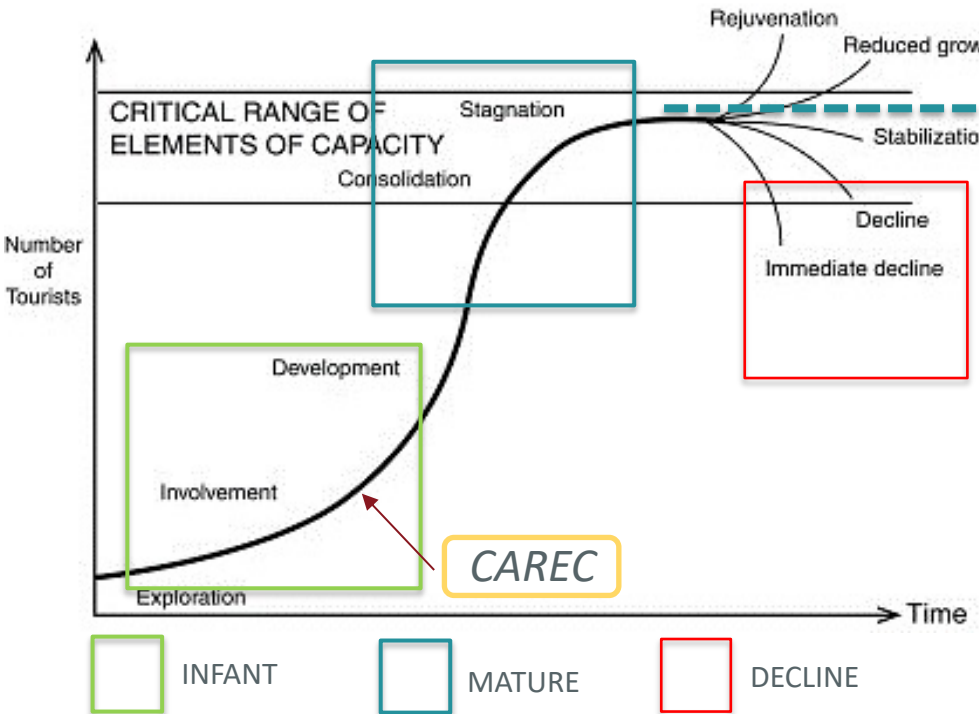 Rejuvenation
Reduced grow
CRITICAL RANGE OF
ELEMENTS OF CAPACITY
Stagnation
Stabilizatio
Consolidation
Decline
Number
of
Tourists
Immediate decline
Development
Involvement
CAREC
Exploration
Time
INFANT
MATURE
DECLINE